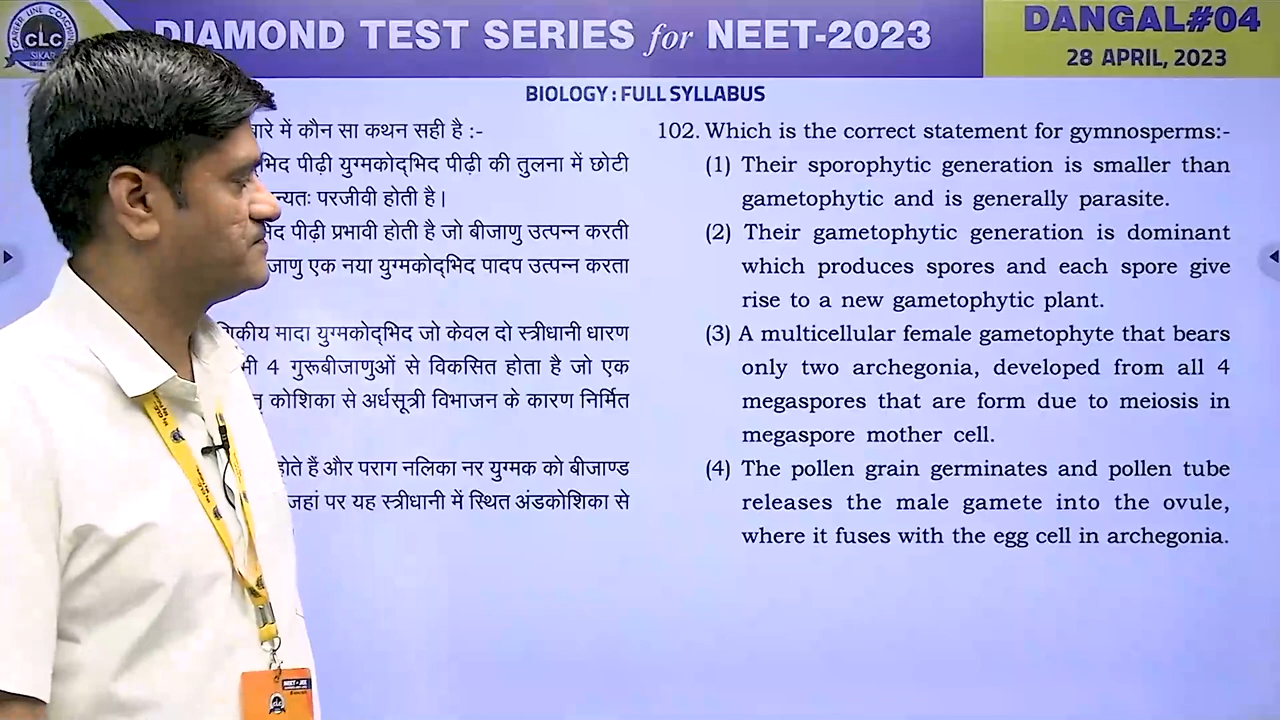 CAREER LINE COACHING
CLC
SIKAR
DIAMOND TEST SERIES for NEET-2023
DANGAL#04
28 APRIL, 2023
BIOLOGY : FULL SYLLABUS
बारे में कौन सा कथन सही है :-
पीढ़ी युग्मकोद्भिद पीढ़ी की तुलना में छोटी
परजीवी होती है।
पीढ़ी प्रभावी होती है जो बीजाणु उत्पन्न करती
एक नया युग्मकोद्भिद पादप उत्पन्न करता
मादा युग्मकोद्भिद जो केवल दो स्त्रीधानी धारण
4 गुरूबीजाणुओं से विकसित होता है जो एक
कोशिका से अर्धसूत्री विभाजन के कारण निर्मित
होते हैं और पराग नलिका नर युग्मक को बीजाण्ड
जहां पर यह स्त्रीधानी में स्थित अंडकोशिका से
102. Which is the correct statement for gymnosperms:-
(1) Their sporophytic generation is smaller than
gametophytic and is generally parasite.
(2) Their gametophytic generation is dominant
which produces spores and each spore give
rise to a new gametophytic plant.
(3) A multicellular female gametophyte that bears
only two archegonia, developed from all 4
megaspores that are form due to meiosis in
megaspore mother cell.
(4) The pollen grain germinates and pollen tube
releases the male gamete into the ovule,
where it fuses with the egg cell in archegonia.
CLC